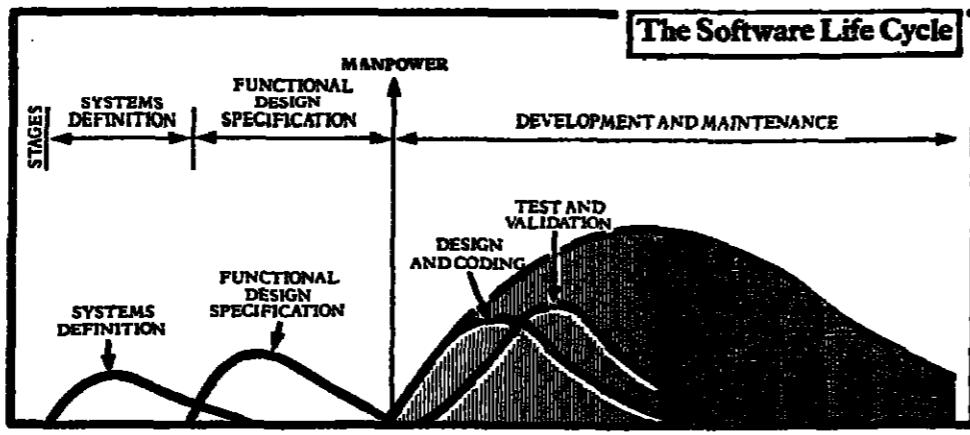 The Software Life Cycle
MANPOWER
STAGES
SYSTEMS
DEFINITION
FUNCTIONAL
DESIGN
SPECIFICATION
DEVELOPMENT AND MAINTENANCE
SYSTEMS
DEFINITION
FUNCTIONAL
DESIGN
SPECIFICATION
DESIGN
AND CODING
TEST AND
VALIDATION